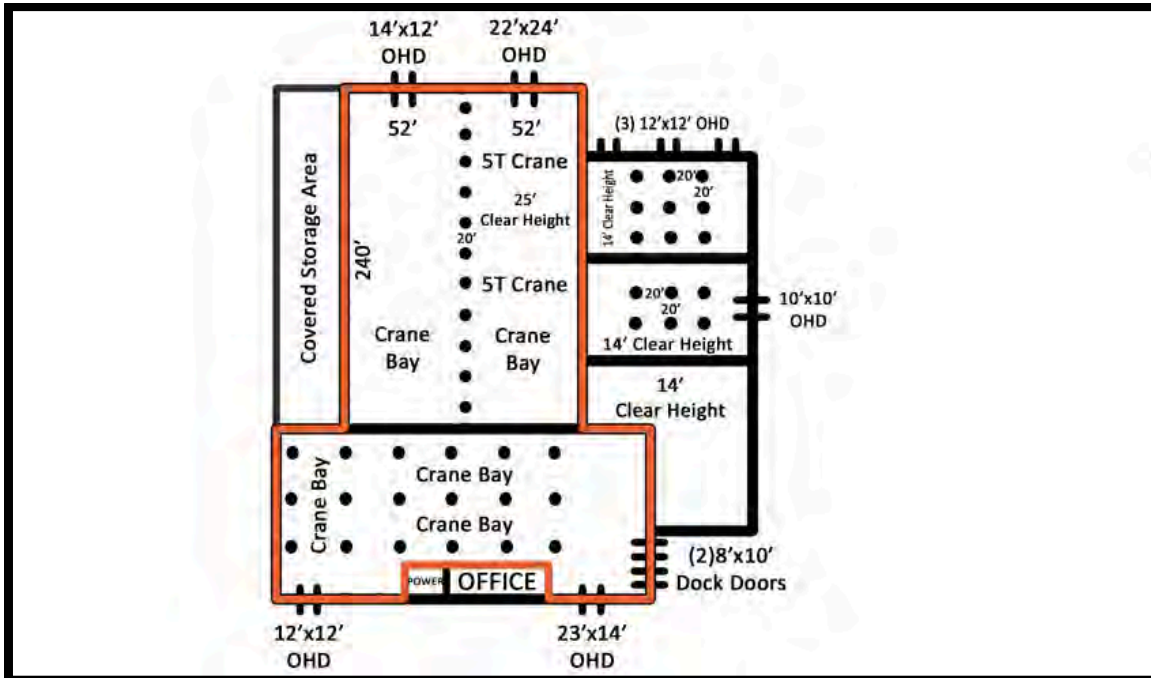 14'x12'
OHD
22'x24'
OHD
52'
52'
(3) 12'x12' OHD
5T Crane
25'
Clear Height
20'
5T Crane
Crane
Bay
Crane
Bay
240'
Covered Storage Area
14' Clear Height
20'
20'
20'
20'
14' Clear Height
10'x10'
OHD
14'
Clear Height
Crane Bay
Crane Bay
Crane Bay
POWER
OFFICE
(2)8'x10'
Dock Doors
12'x12'
OHD
23'x14'
OHD